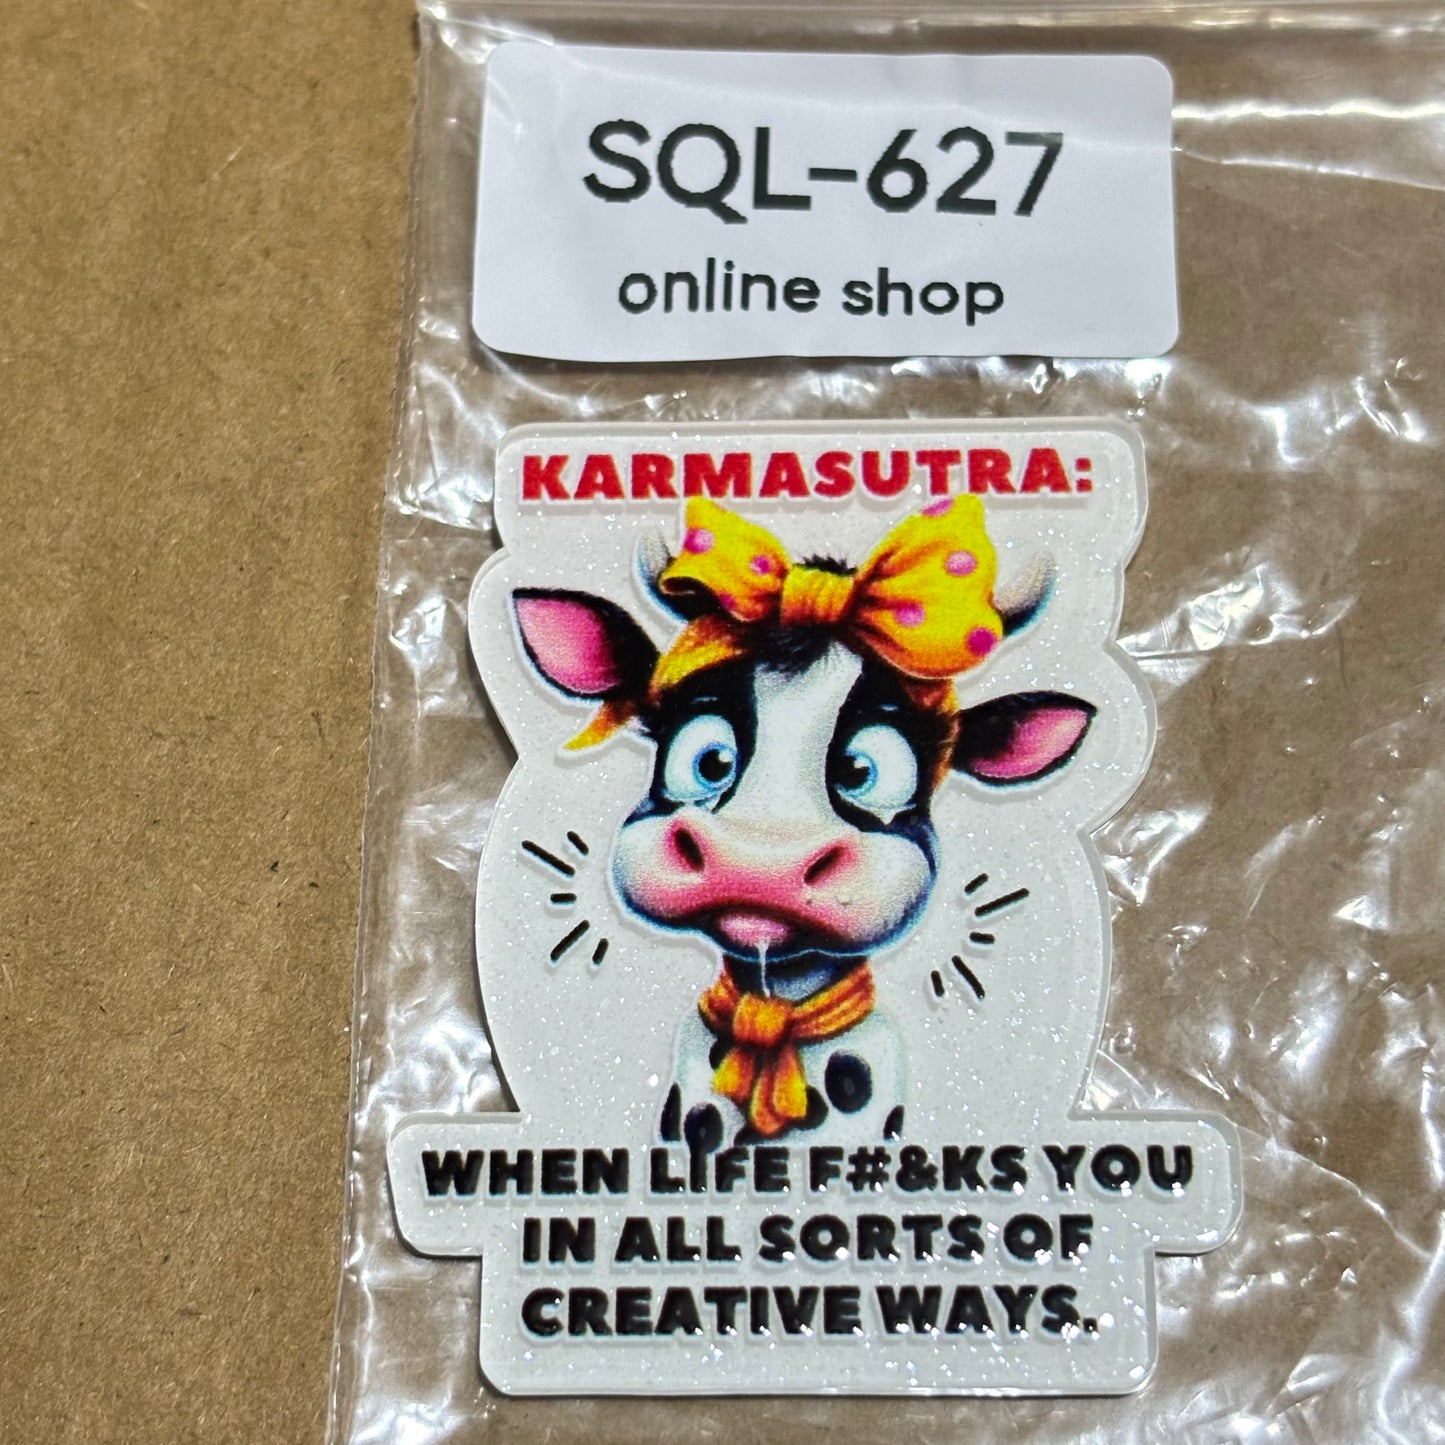 SQL-627
online shop
KARMASUTRA:
WHEN LIFE F#&KS YOU
IN ALL SORTS OF
CREATIVE WAYS.